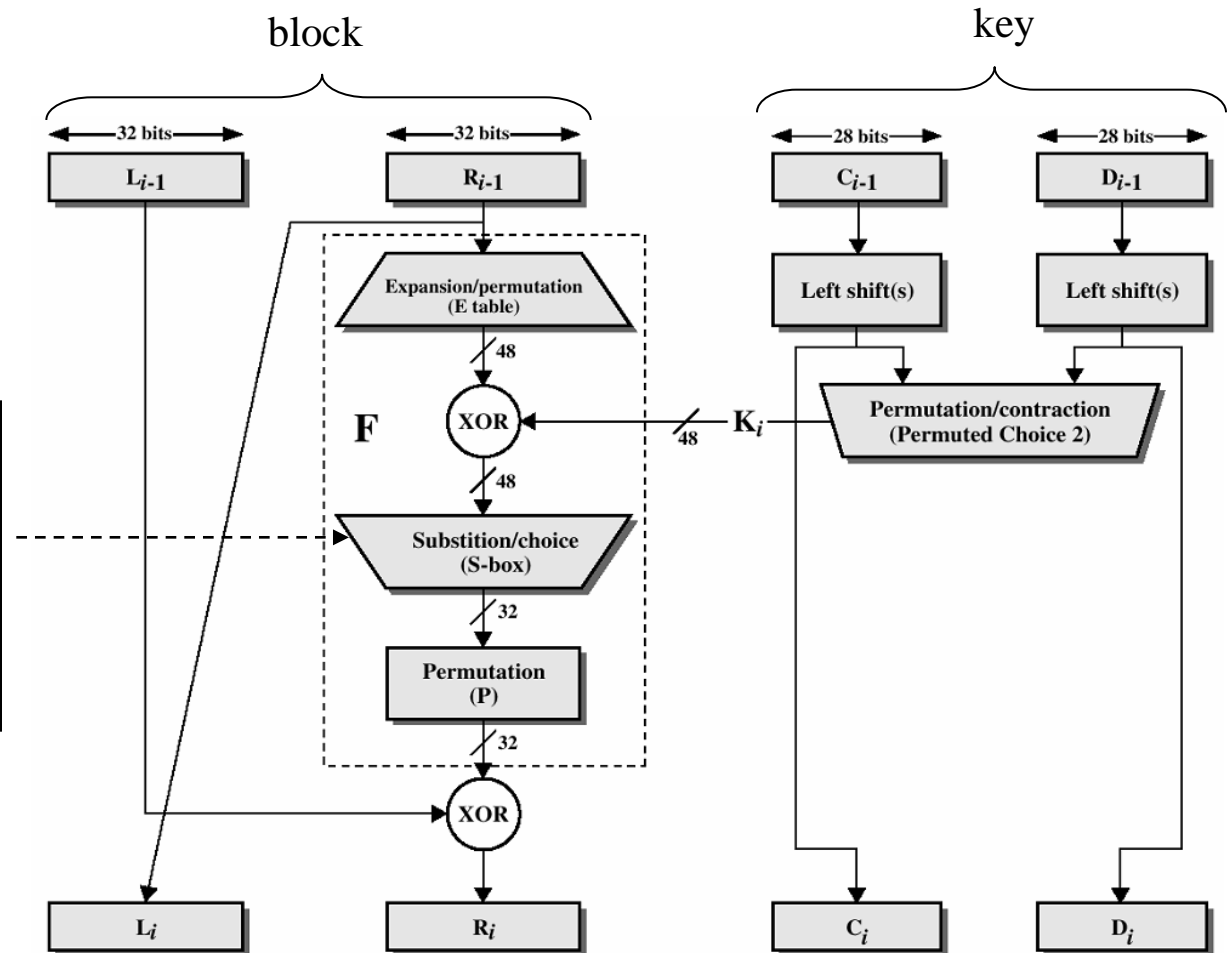 block
key
32 bits
32 bits
28 bits
28 bits
Li-1
Ri-1
Ci-1
Di-1
Expansion/permutation
(E table)
Left shift(s)
Left shift(s)
48
F
XOR
48
Ki
Permutation/contraction
(Permuted Choice 2)
48
Substition/choice
(S-box)
32
Permutation
(P)
32
XOR
Li
Ri
Ci
Di